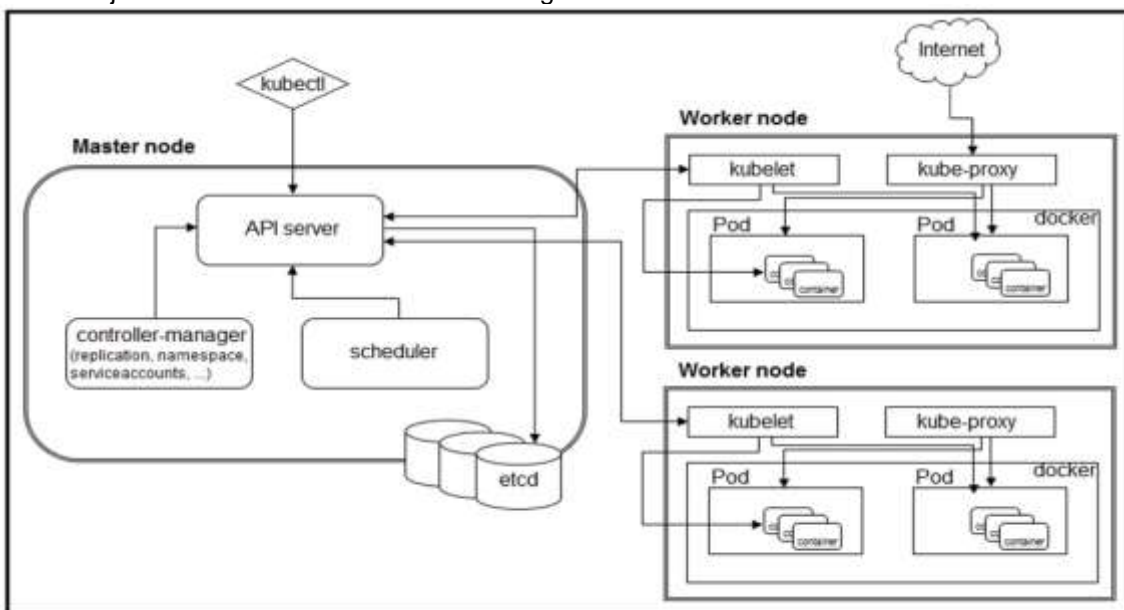 Internet
kubectl
Master node
API server
controller-manager
(replication, namespace,
serviceaccounts, ...)
scheduler
etcd
Worker node
kubelet
kube-proxy
docker
Pod
container
Pod
container
Worker node
kubelet
kube-proxy
docker
Pod
container
Pod
container